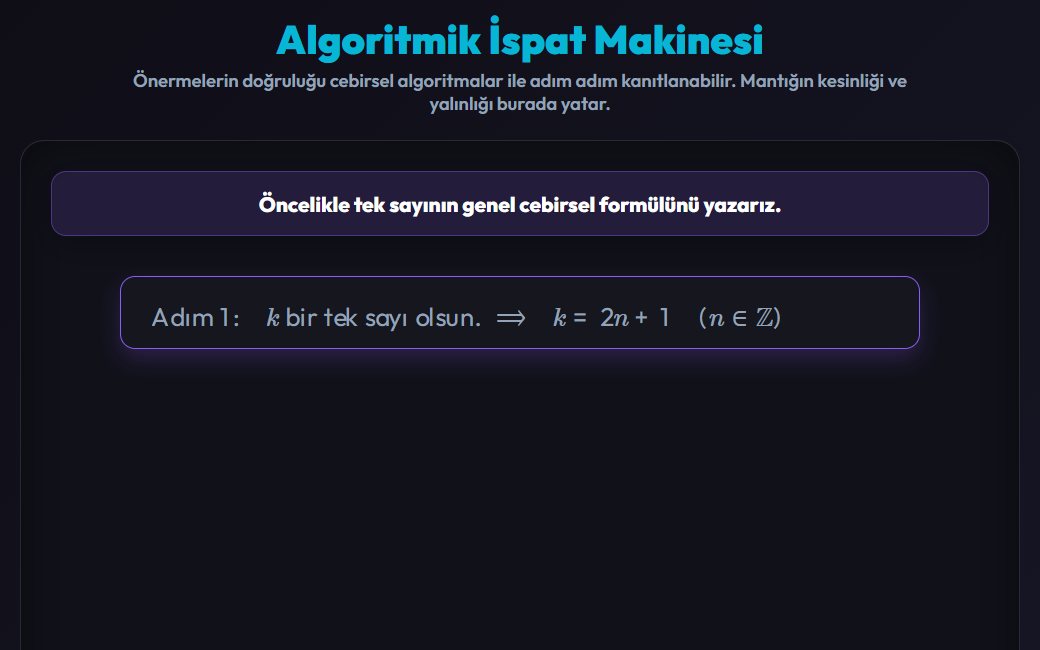 Algoritmik İspat Makinesi
Önermelerin doğruluğu cebirsel algoritmalar ile adım adım kanıtlanabilir. Mantığın kesinliği ve
yalınlığı burada yatar.
Öncelikle tek sayının genel cebirsel formülünü yazarız.
Adım 1: k bir tek sayı olsun. ⟹ k = 2n + 1 (n ∈ ℤ)